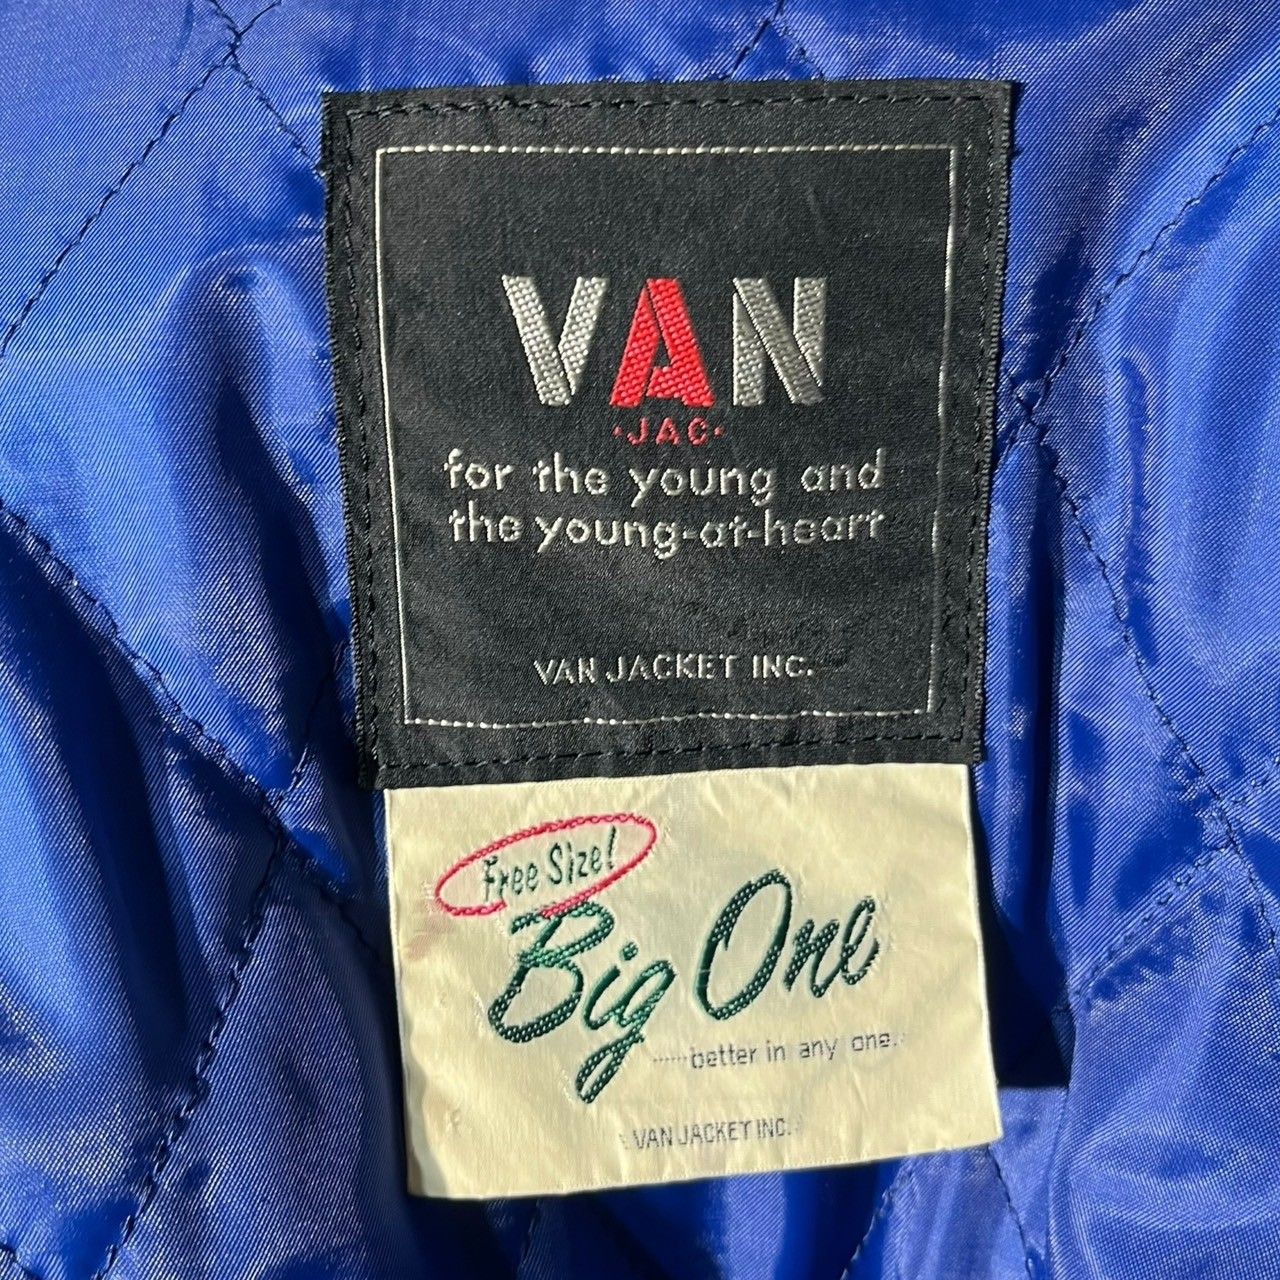 VAN
·JAC·
for the young and
the young-at-heart
VAN JACKET INC.
Free Size!
Big One
......better in any one.
VAN JACKET INC.